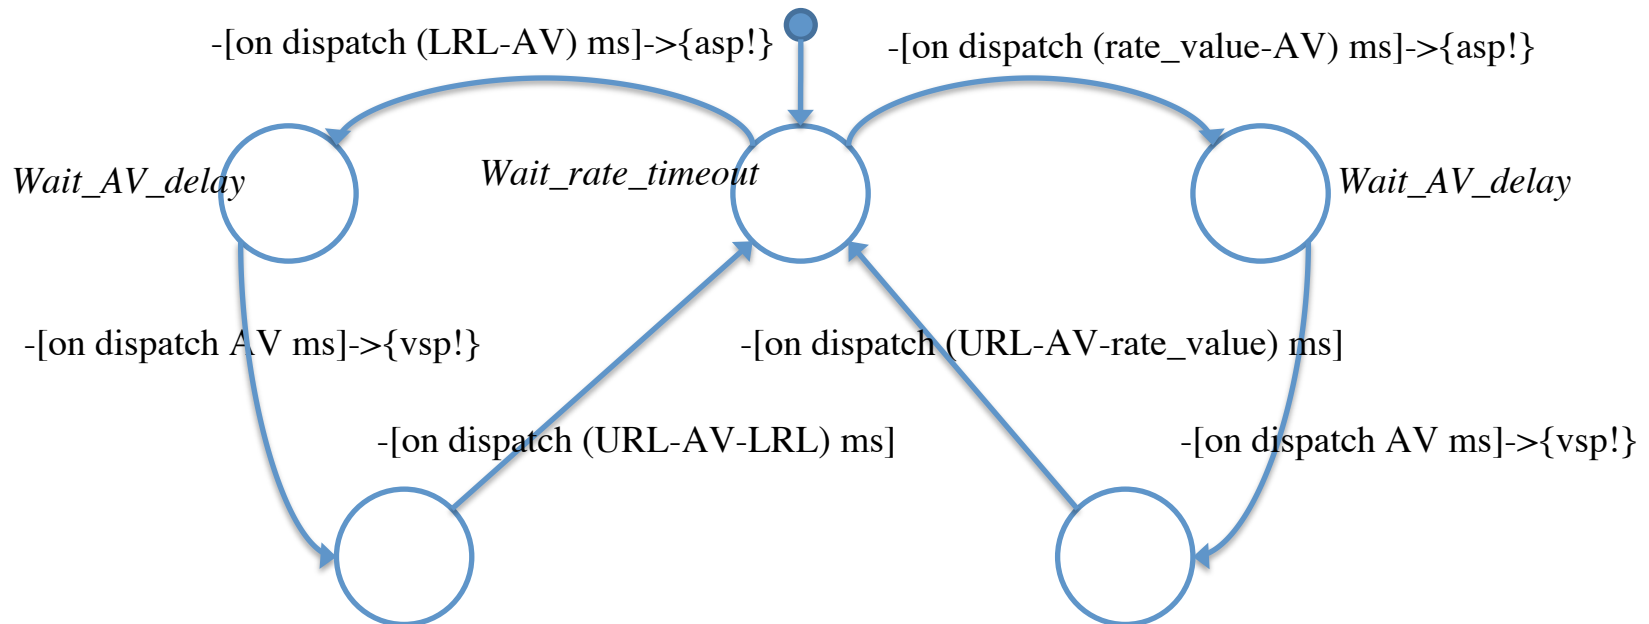 -[on dispatch (LRL-AV) ms]->{asp!}
-[on dispatch (rate_value-AV) ms]->{asp!}
Wait_AV_delay
Wait_rate_timeout
Wait_AV_delay
-[on dispatch AV ms]->{vsp!}
-[on dispatch (URL-AV-rate_value) ms]
-[on dispatch (URL-AV-LRL) ms]
-[on dispatch AV ms]->{vsp!}